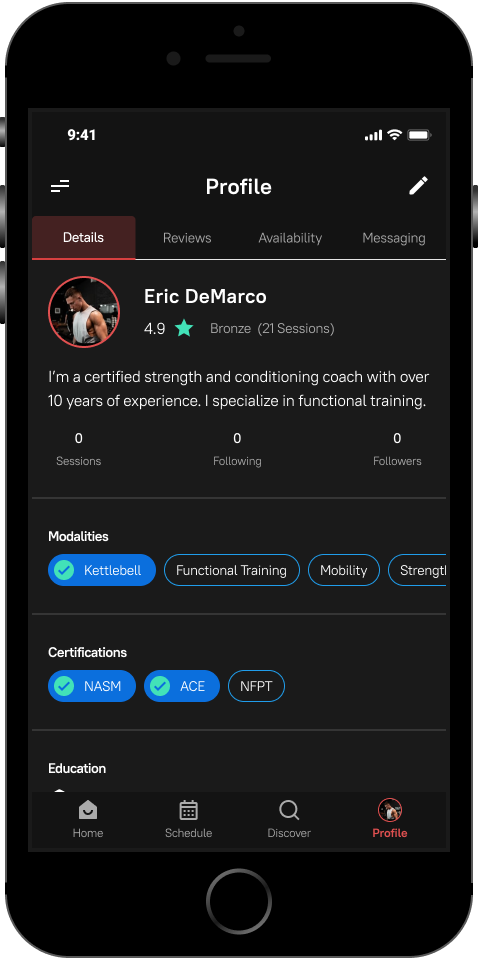 9:41
Profile
Details Reviews Availability Messaging
Eric DeMarco
4.9 Bronze (21 Sessions)
I’m a certified strength and conditioning coach with over
10 years of experience. I specialize in functional training.
0 0 0
Sessions Following Followers
Modalities
Kettlebell Functional Training Mobility Strengt
Certifications
NASM ACE NFPT
Education
Home Schedule Discover Profile